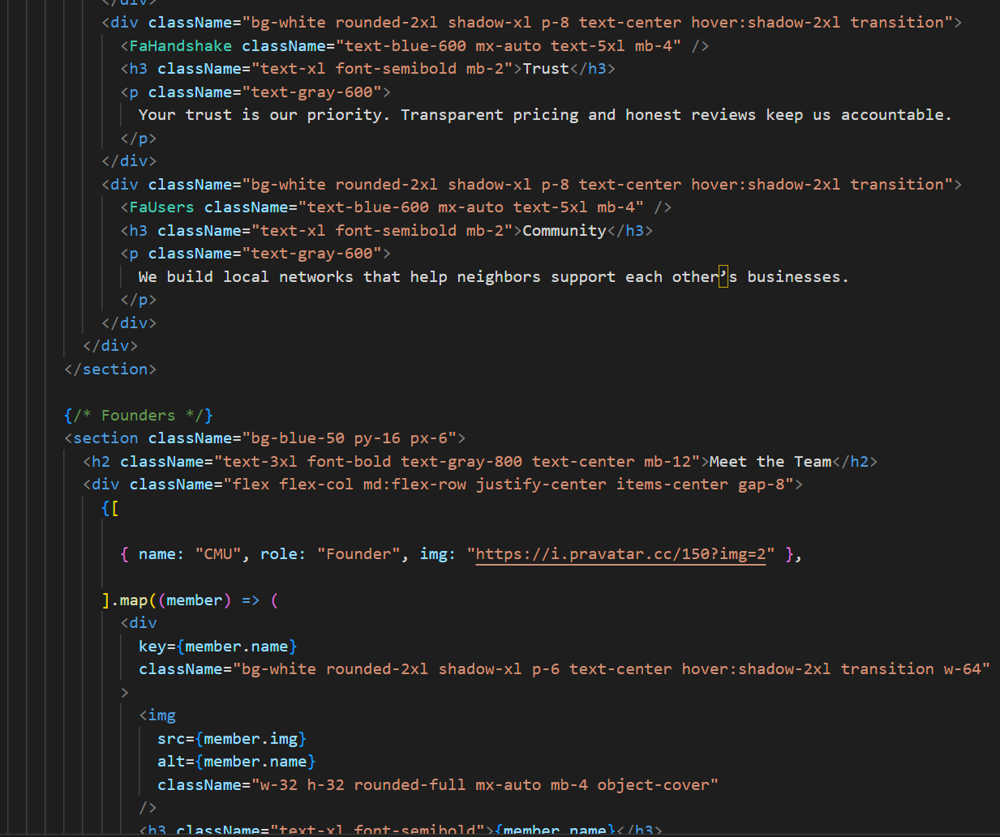 </div>
<div className="bg-white rounded-2xl shadow-xl p-8 text-center hover:shadow-2xl transition">
<FaHandshake className="text-blue-600 mx-auto text-5xl mb-4" />
<h3 className="text-xl font-semibold mb-2">Trust</h3>
<p className="text-gray-600">
Your trust is our priority. Transparent pricing and honest reviews keep us accountable.
</p>
</div>
<div className="bg-white rounded-2xl shadow-xl p-8 text-center hover:shadow-2xl transition">
<FaUsers className="text-blue-600 mx-auto text-5xl mb-4" />
<h3 className="text-xl font-semibold mb-2">Community</h3>
<p className="text-gray-600">
We build local networks that help neighbors support each other’s businesses.
</p>
</div>
</div>
</section>
{/* Founders */}
<section className="bg-blue-50 py-16 px-6">
<h2 className="text-3xl font-bold text-gray-800 text-center mb-12">Meet the Team</h2>
<div className="flex flex-col md:flex-row justify-center items-center gap-8">
{[
{ name: "CMU", role: "Founder", img: "https://i.pravatar.cc/150?img=2" },
].map((member) => (
<div
key={member.name}
className="bg-white rounded-2xl shadow-xl p-6 text-center hover:shadow-2xl transition w-64"
>
<img
src={member.img}
alt={member.name}
className="w-32 h-32 rounded-full mx-auto mb-4 object-cover"
/>
<h3 className="text-xl font-semibold">{member.name}</h3>